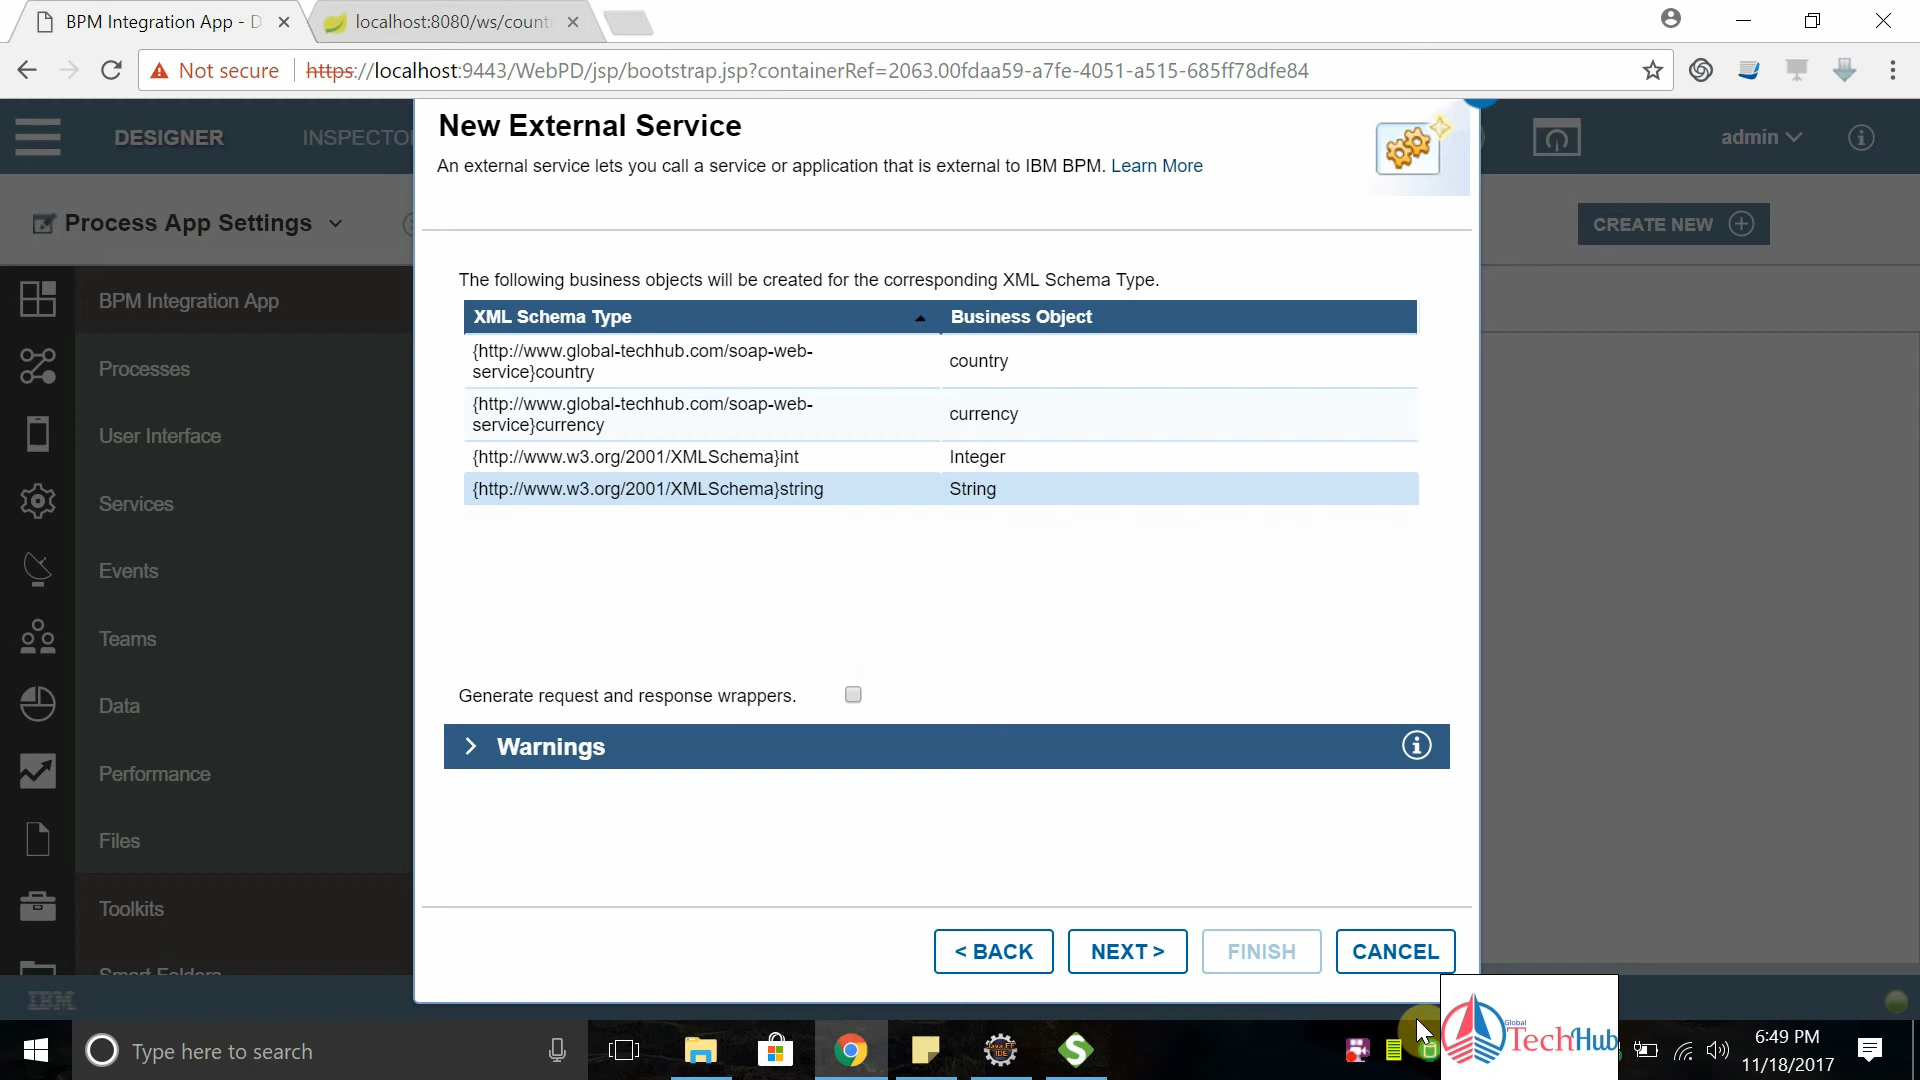 BPM Integration App - D
localhost:8080/ws/count
Not secure
https://localhost:9443/WebPD/jsp/bootstrap.jsp?containerRef=2063.00fdaa59-a7fe-4051-a515-685ff78dfe84
DESIGNER
INSPECTO
admin
New External Service
An external service lets you call a service or application that is external to IBM BPM. Learn More
Process App Settings
CREATE NEW
BPM Integration App
Processes
User Interface
Services
Events
Teams
Data
Performance
Files
Toolkits
Smart Folders
IBM
The following business objects will be created for the corresponding XML Schema Type.
XML Schema Type
Business Object
{http://www.global-techhub.com/soap-web-
service}country
country
{http://www.global-techhub.com/soap-web-
service}currency
currency
{http://www.w3.org/2001/XMLSchema}int
Integer
{http://www.w3.org/2001/XMLSchema}string
String
Generate request and response wrappers.
Warnings
< BACK
NEXT >
FINISH
CANCEL
Type here to search
Java EE
IDE
Global
TechHub
6:49 PM
11/18/2017